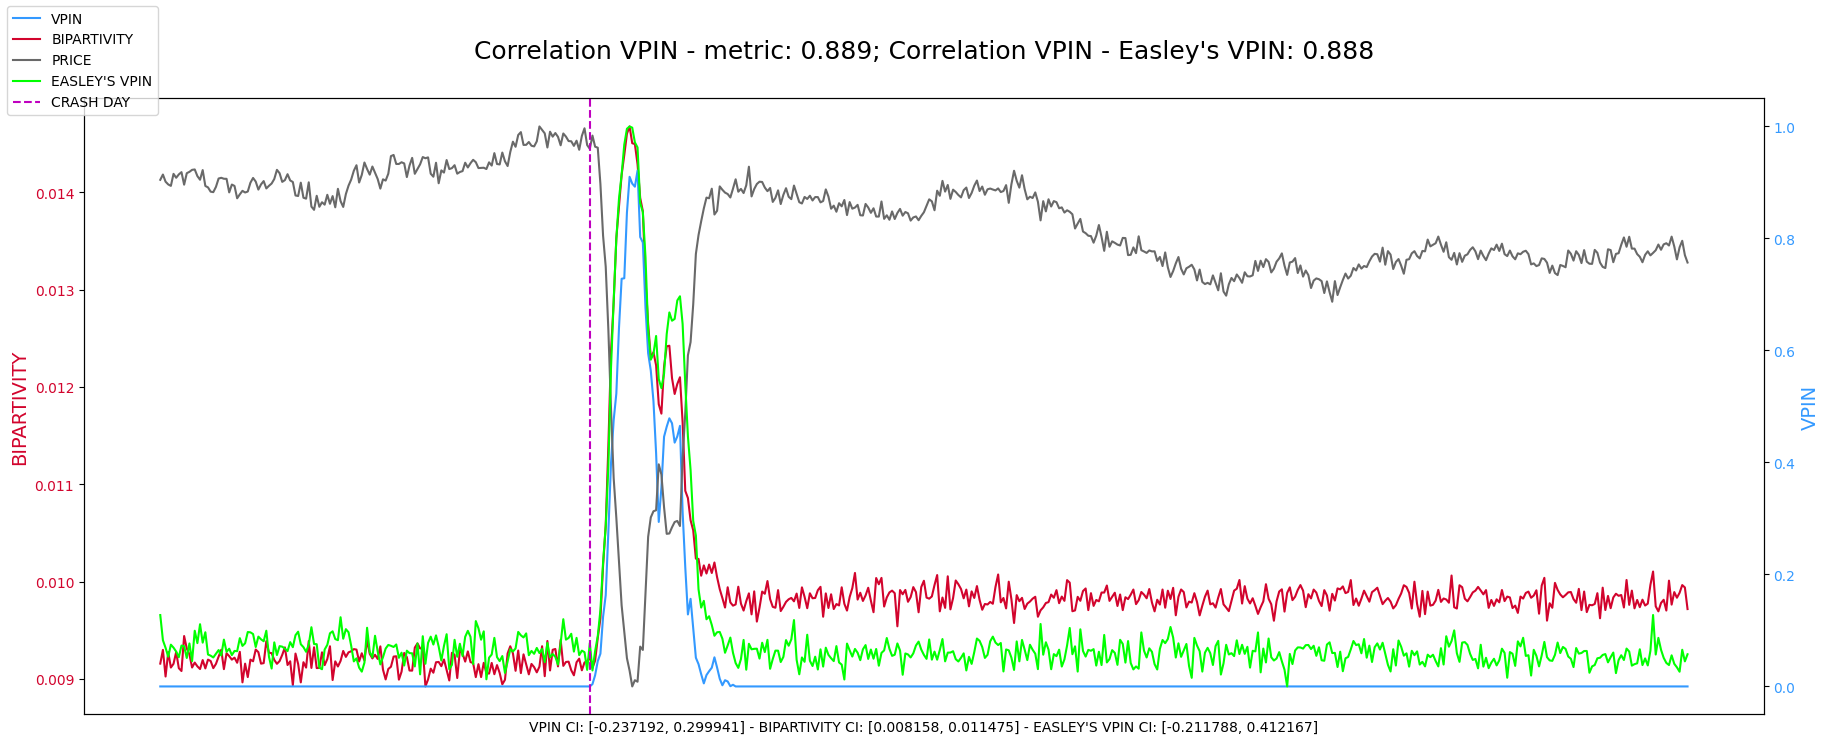 VPIN
BIPARTIVITY
PRICE
EASLEY'S VPIN
CRASH DAY
Correlation VPIN - metric: 0.889; Correlation VPIN - Easley's VPIN: 0.888
BIPARTIVITY
0.014
0.013
0.012
0.011
0.010
0.009
1.0
0.8
0.6
0.4
0.2
0.0
VPIN
VPIN CI: [-0.237192, 0.299941] - BIPARTIVITY CI: [0.008158, 0.011475] - EASLEY'S VPIN CI: [-0.211788, 0.412167]